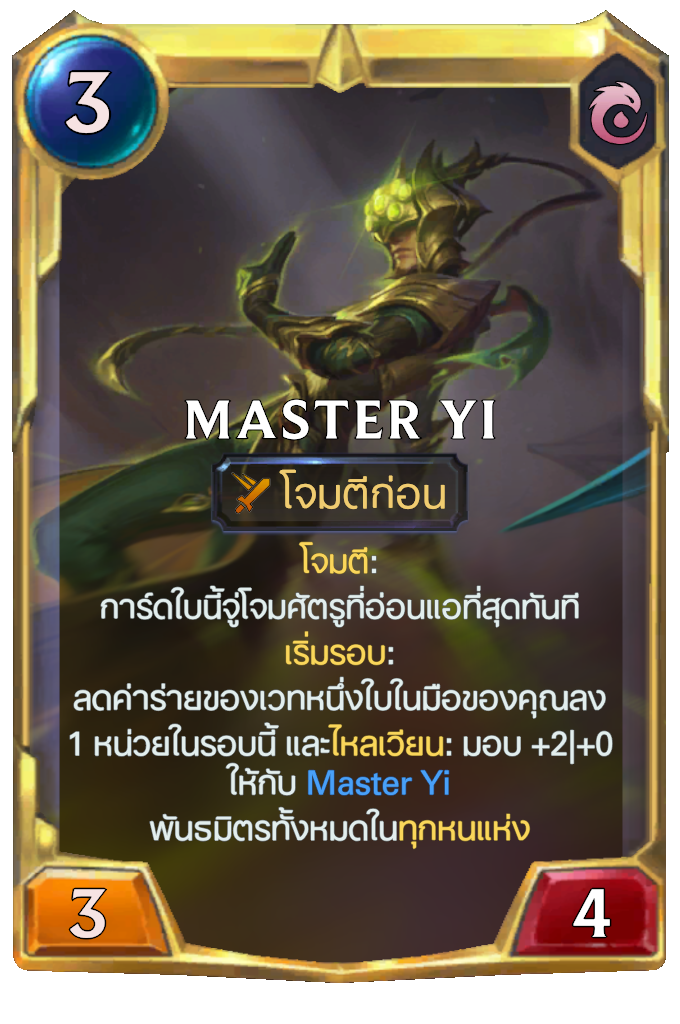 3
MASTER YI
โจมตีก่อน
โจมตี:
การ์ดใบนี้จู่โจมศัตรูที่อ่อนแอที่สุดทันที
เริ่มรอบ:
ลดค่าร่ายของเวทหนึ่งใบในมือของคุณลง
1 หน่วยในรอบนี้ และไหลเวียน: มอบ +2|+0
ให้กับ Master Yi
พันธมิตรทั้งหมดในทุกหนแห่ง
3
4